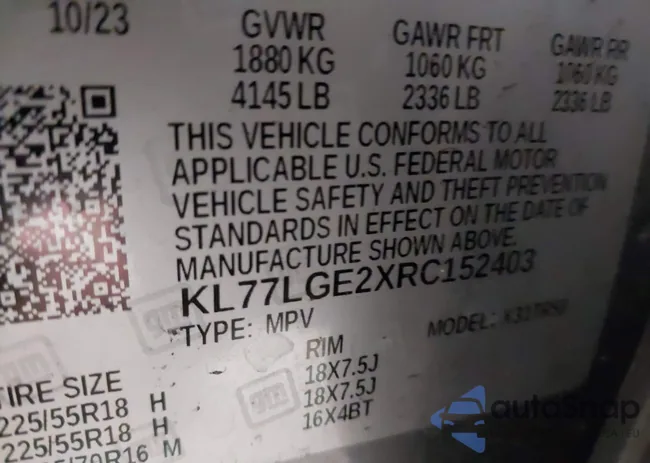 10/23 GVWR GAWR FRT GAWR RR
1880 KG 1060 KG 1060 KG
4145 LB 2336 LB 2336 LB
THIS VEHICLE CONFORMS TO ALL
APPLICABLE U.S. FEDERAL MOTOR
VEHICLE SAFETY AND THEFT PREVENTION
STANDARDS IN EFFECT ON THE DATE OF
MANUFACTURE SHOWN ABOVE.
KL77LGE2XRC152403
TYPE: MPV MODEL:
TIRE SIZE RIM
225/55R18 H 18X7.5J
225/55R18 H 18X7.5J
/70R16 M 16X4BT
gm
autoSnap